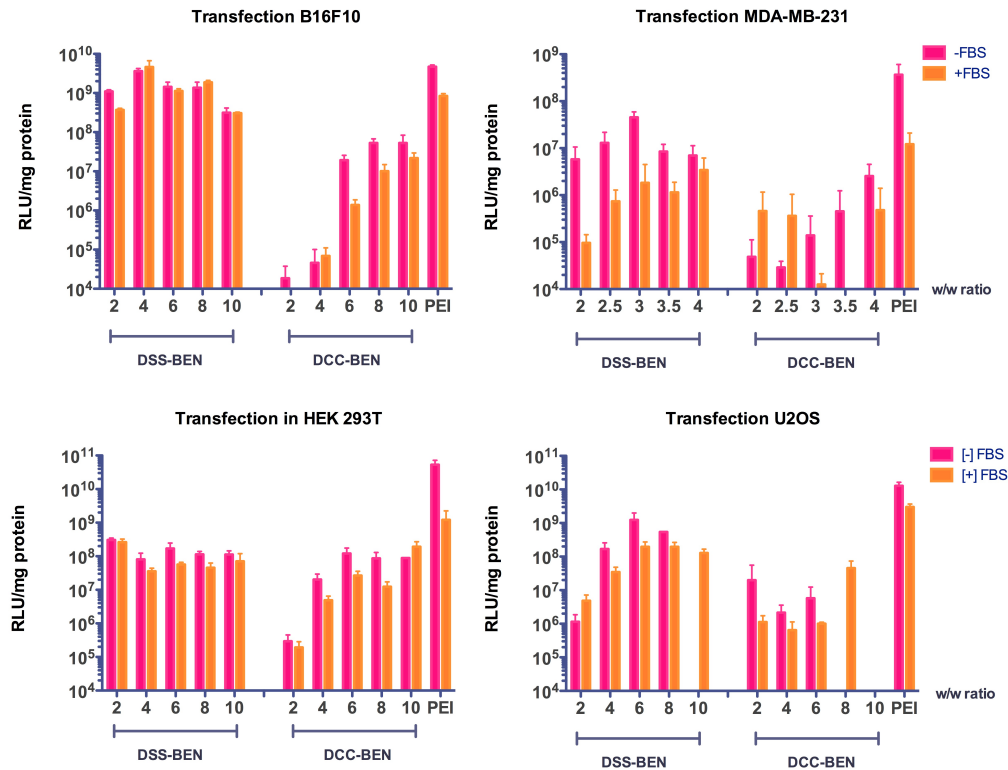 Transfection B16F10
10^10
10^9
10^8
10^7
10^6
10^5
10^4
RLU/mg protein
2 4 6 8 10 2 4 6 8 10 PEI
DSS-BEN DCC-BEN
Transfection MDA-MB-231
10^9
10^8
10^7
10^6
10^5
10^4
RLU/mg protein
-FBS
+FBS
2 2.5 3 3.5 4 2 2.5 3 3.5 4 PEI
w/w ratio
DSS-BEN DCC-BEN
Transfection in HEK 293T
10^11
10^10
10^9
10^8
10^7
10^6
10^5
10^4
RLU/mg protein
2 4 6 8 10 2 4 6 8 10 PEI
DSS-BEN DCC-BEN
Transfection U2OS
10^11
10^10
10^9
10^8
10^7
10^6
10^5
10^4
RLU/mg protein
[-] FBS
[+] FBS
2 4 6 8 10 2 4 6 8 10 PEI
w/w ratio
DSS-BEN DCC-BEN